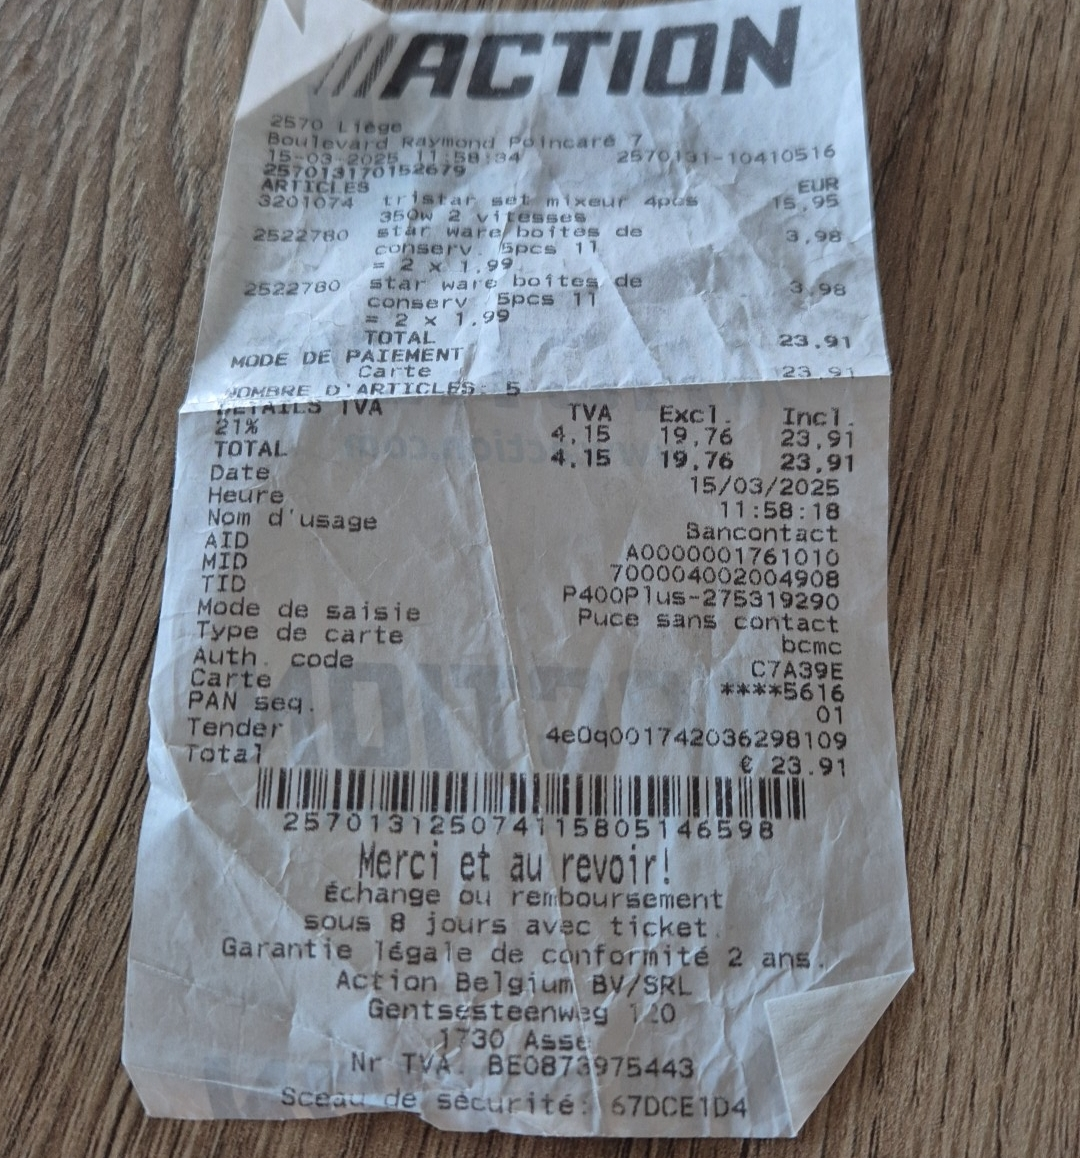 ACTION
2570 Liège
Boulevard Raymond Poincaré 7
15-03-2025 11:58:34 2570131-10410516
257013170152679
ARTICLES EUR
3201074 tristar set mixeur 4pcs 15,95
350w 2 vitesses
2522780 star ware boîtes de 3,98
conserv. 5pcs 1l
= 2 x 1,99
2522780 star ware boîtes de 3,98
conserv. 5pcs 1l
= 2 x 1,99
TOTAL 23,91
MODE DE PAIEMENT
Carte 23,91
NOMBRE D'ARTICLES: 5
DETAILS TVA TVA Excl. Incl.
21% 4,15 19,76 23,91
TOTAL 4,15 19,76 23,91
Date 15/03/2025
Heure 11:58:18
Nom d'usage Bancontact
AID A0000001761010
MID 700004002004908
TID P400Plus-275319290
Mode de saisie Puce sans contact
Type de carte bcmc
Auth. code C7A39E
Carte ****5616
PAN seq. 01
Tender 4e0q001742036298109
Total € 23.91
2570131250741158051​46598
Merci et au revoir!
Échange ou remboursement
sous 8 jours avec ticket.
Garantie légale de conformité 2 ans.
Action Belgium BV/SRL
Gentsesteenweg 120
1730 Asse
Nr TVA: BE0873975443
Sceau de sécurité: 67DCE1D4